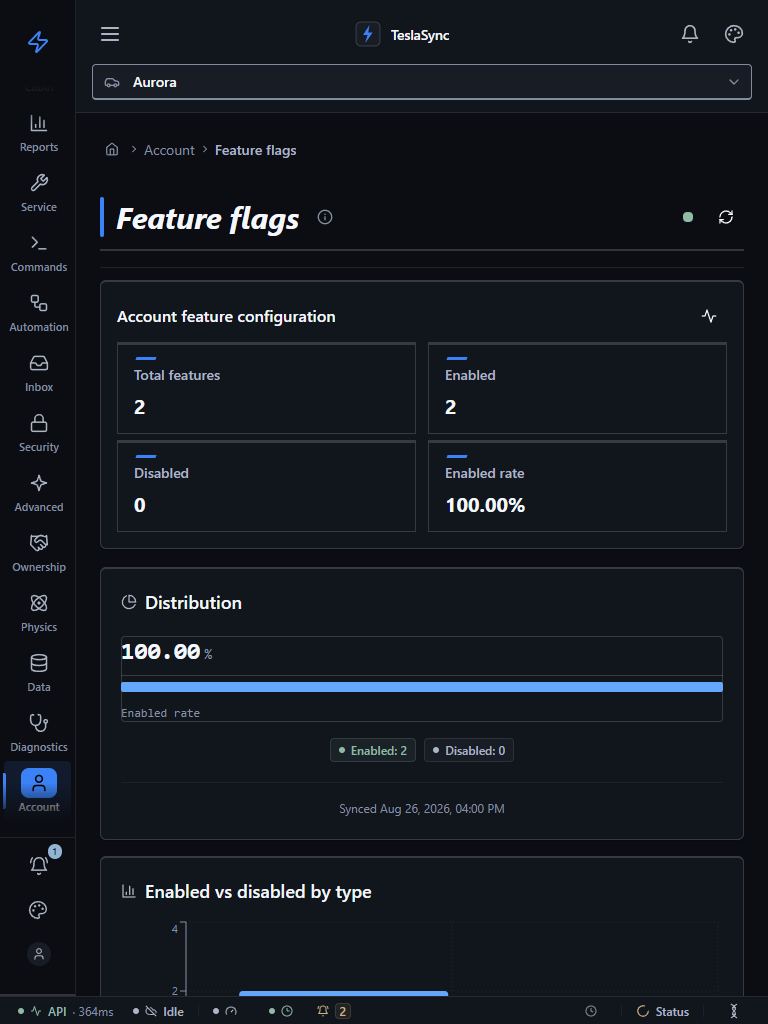 TeslaSync
Aurora
Account
Feature flags
Feature flags
Account feature configuration
Total features
2
Enabled
2
Disabled
0
Enabled rate
100.00%
Distribution
100.00 %
Enabled rate
Enabled: 2
Disabled: 0
Synced Aug 26, 2026, 04:00 PM
Enabled vs disabled by type
4
2
Reports
Service
Commands
Automation
Inbox
Security
Advanced
Ownership
Physics
Data
Diagnostics
Account
1
API · 364ms
Idle
2
Status